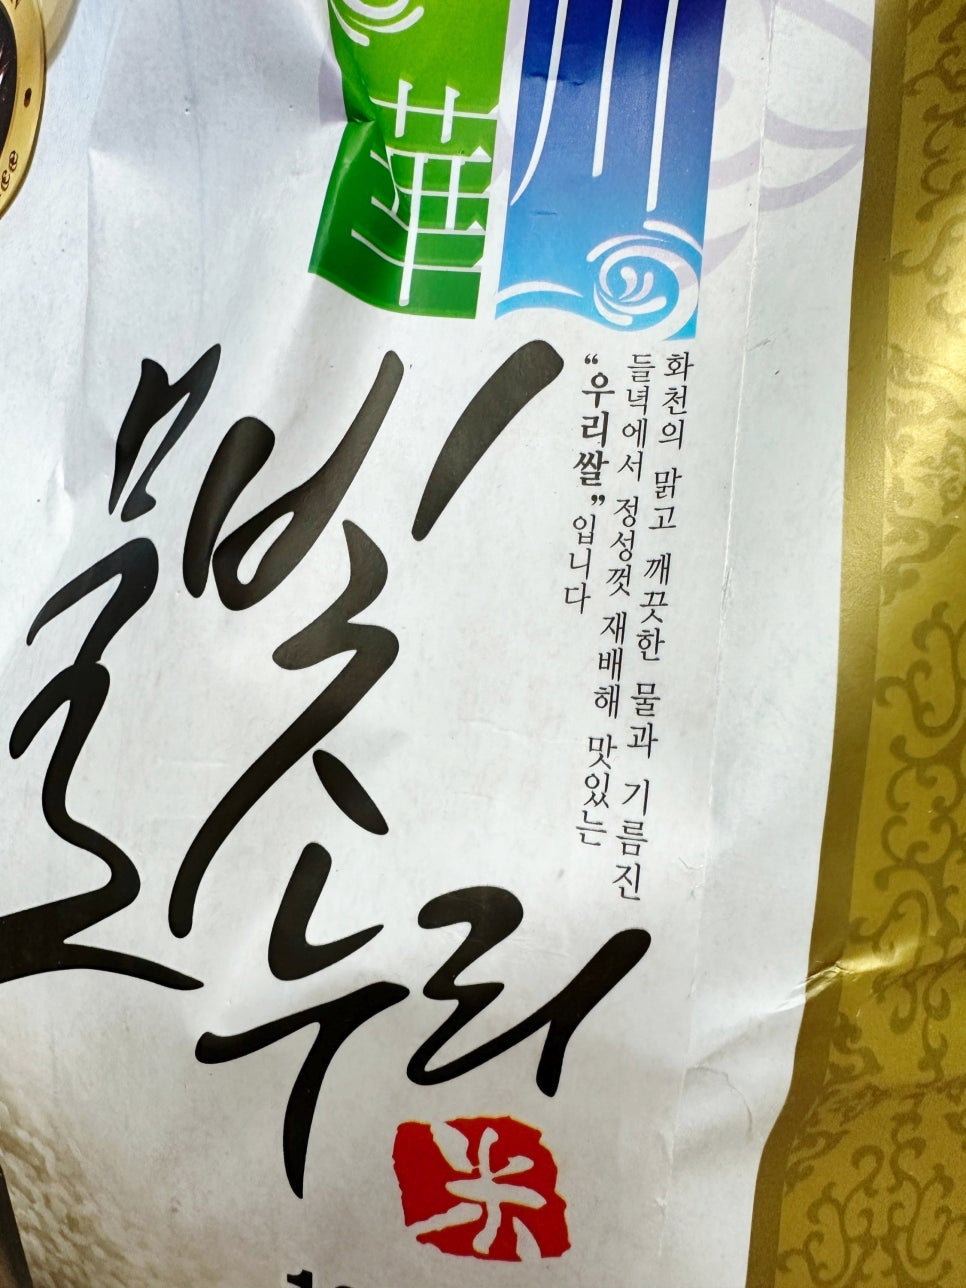 華川
화천의 맑고 깨끗한 물과 기름진
들녘에서 정성껏 재배해 맛있는
“우리쌀”입니다
물빛누리
米